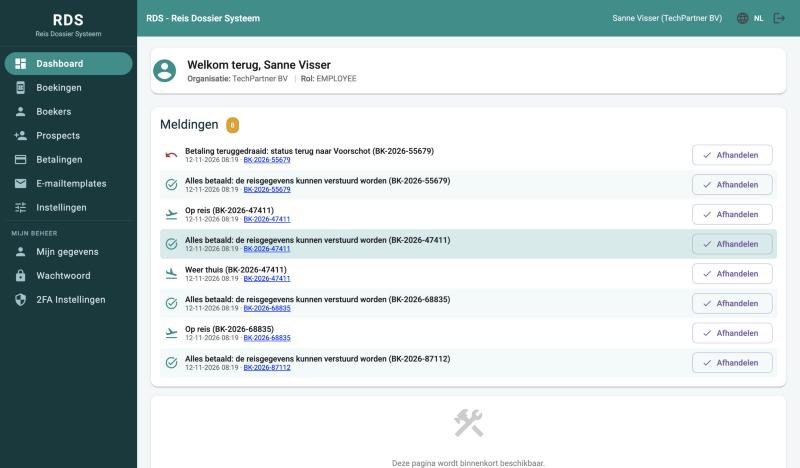 RDS
Reis Dossier Systeem
Dashboard
Boekingen
Boekers
Prospects
Betalingen
E-mailtemplates
Instellingen
MIJN BEHEER
Mijn gegevens
Wachtwoord
2FA Instellingen
RDS - Reis Dossier Systeem
Sanne Visser (TechPartner BV)
NL
Welkom terug, Sanne Visser
Organisatie: TechPartner BV | Rol: EMPLOYEE
Meldingen 8
Betaling teruggedraaid: status terug naar Voorschot (BK-2026-55679)
12-11-2026 08:19 · BK-2026-55679
Afhandelen
Alles betaald: de reisgegevens kunnen verstuurd worden (BK-2026-55679)
12-11-2026 08:19 · BK-2026-55679
Afhandelen
Op reis (BK-2026-47411)
12-11-2026 08:19 · BK-2026-47411
Afhandelen
Alles betaald: de reisgegevens kunnen verstuurd worden (BK-2026-47411)
12-11-2026 08:19 · BK-2026-47411
Afhandelen
Weer thuis (BK-2026-47411)
12-11-2026 08:19 · BK-2026-47411
Afhandelen
Alles betaald: de reisgegevens kunnen verstuurd worden (BK-2026-68835)
12-11-2026 08:19 · BK-2026-68835
Afhandelen
Op reis (BK-2026-68835)
12-11-2026 08:19 · BK-2026-68835
Afhandelen
Alles betaald: de reisgegevens kunnen verstuurd worden (BK-2026-87112)
12-11-2026 08:19 · BK-2026-87112
Afhandelen
Deze pagina wordt binnenkort beschikbaar.